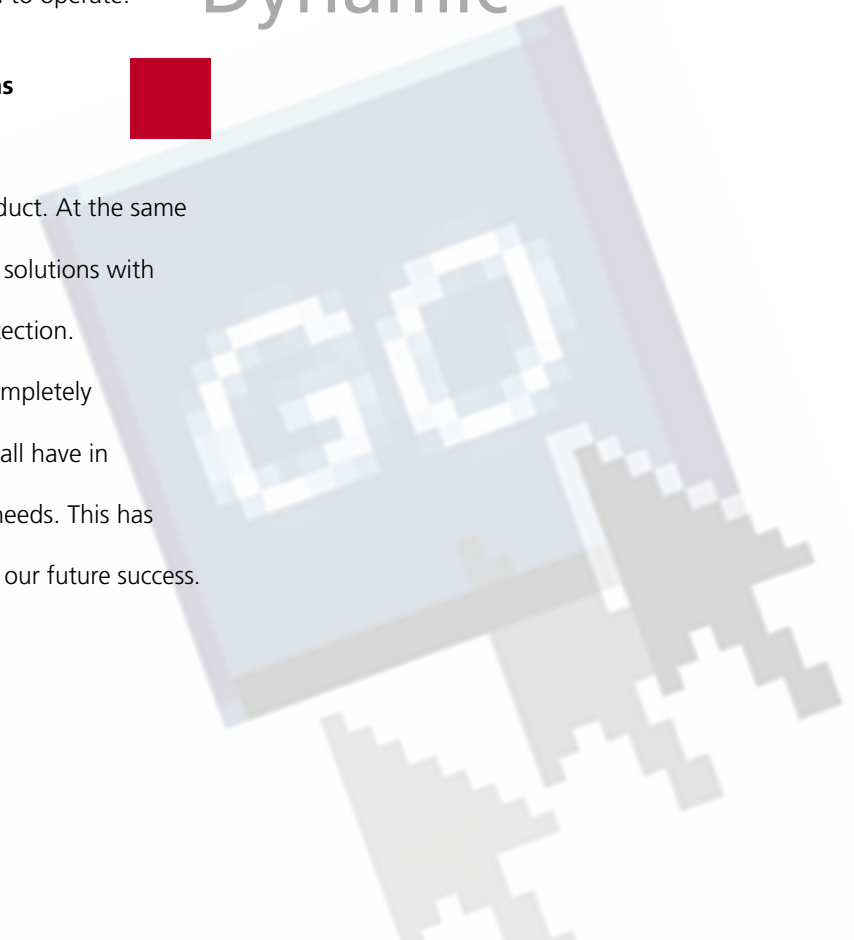 to operate.
Dynamic
duct. At the same
solutions with
ection.
mpletely
all have in
needs. This has
our future success.
GO